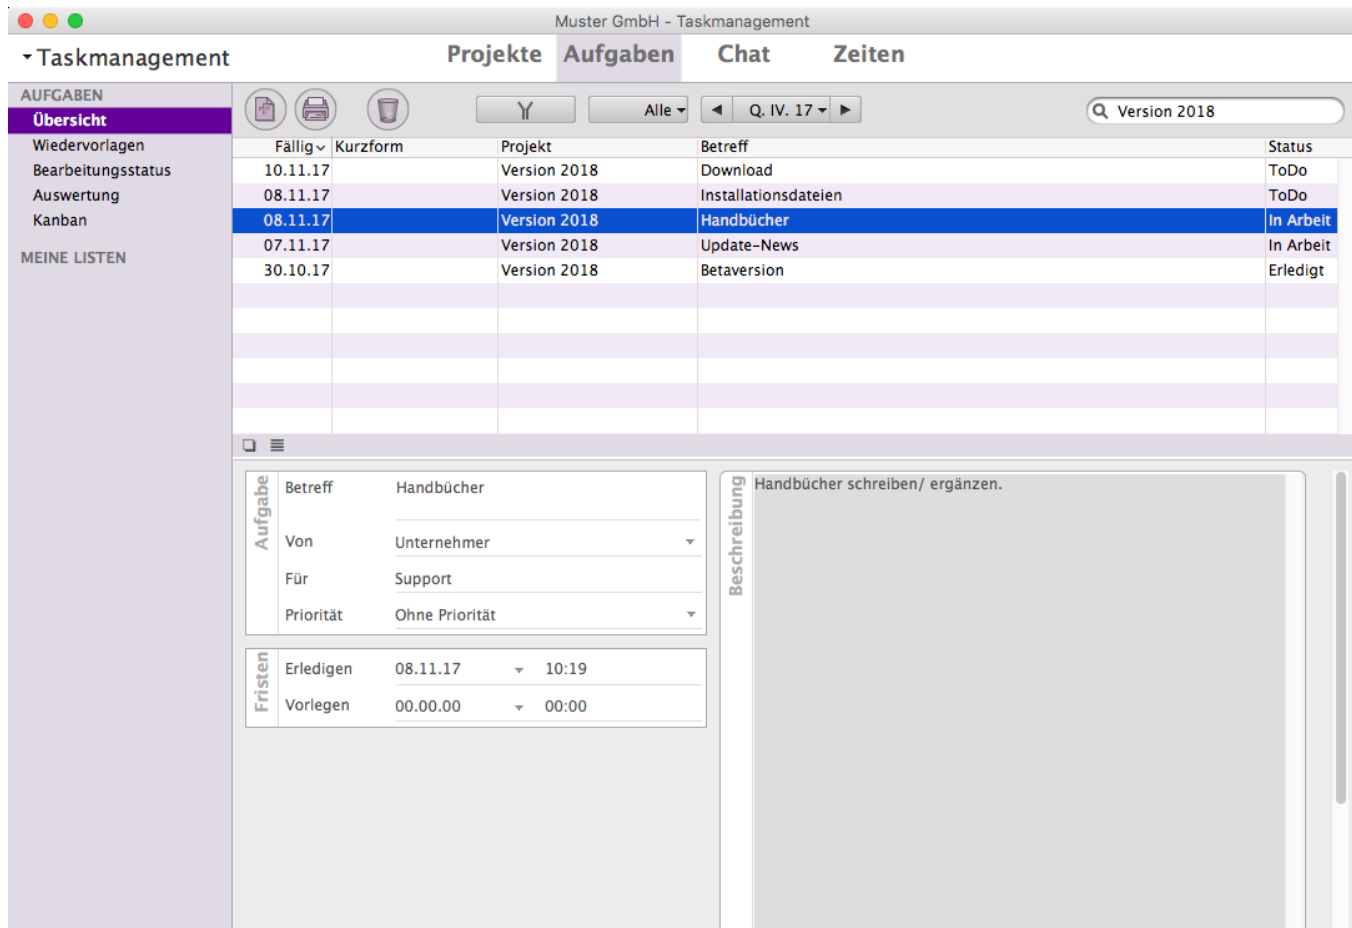 Muster GmbH - Taskmanagement
Taskmanagement
Projekte Aufgaben Chat Zeiten
AUFGABEN
Übersicht
Wiedervorlagen
Bearbeitungsstatus
Auswertung
Kanban
MEINE LISTEN
Alle Q. IV. 17 Version 2018
Fällig Kurzform Projekt Betreff Status
10.11.17 Version 2018 Download ToDo
08.11.17 Version 2018 Installationsdateien ToDo
08.11.17 Version 2018 Handbücher In Arbeit
07.11.17 Version 2018 Update-News In Arbeit
30.10.17 Version 2018 Betaversion Erledigt
Aufgabe
Betreff Handbücher
Von Unternehmer
Für Support
Priorität Ohne Priorität
Fristen
Erledigen 08.11.17 10:19
Vorlegen 00.00.00 00:00
Beschreibung
Handbücher schreiben/ ergänzen.